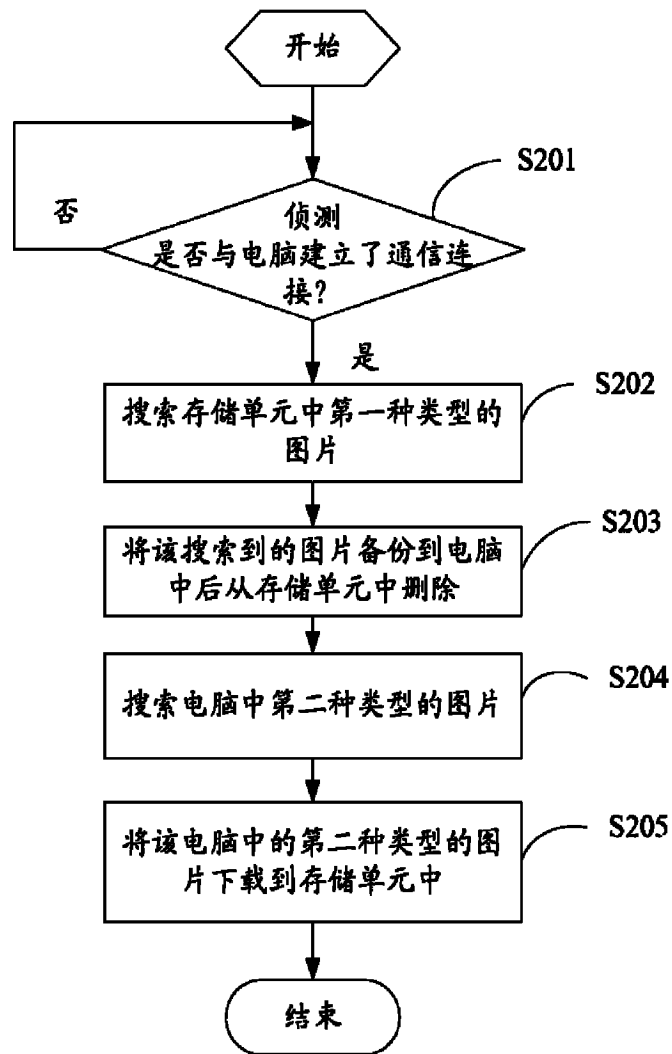 开始
S201
否
侦测
是否与电脑建立了通信连
接?
是
S202
搜索存储单元中第一种类型的
图片
S203
将该搜索到的图片备份到电脑
中后从存储单元中删除
S204
搜索电脑中第二种类型的图片
S205
将该电脑中的第二种类型的图
片下载到存储单元中
结束